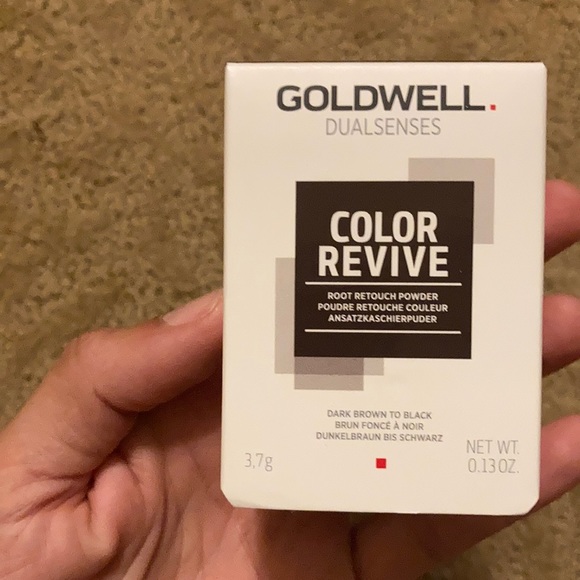 GOLDWELL.
DUALSENSES
COLOR
REVIVE
ROOT RETOUCH POWDER
POUDRE RETOUCHE COULEUR
ANSATZKASCHIERPUDER
DARK BROWN TO BLACK
BRUN FONCÉ À NOIR
DUNKELBRAUN BIS SCHWARZ
3,7g
NET WT.
0.13 OZ.